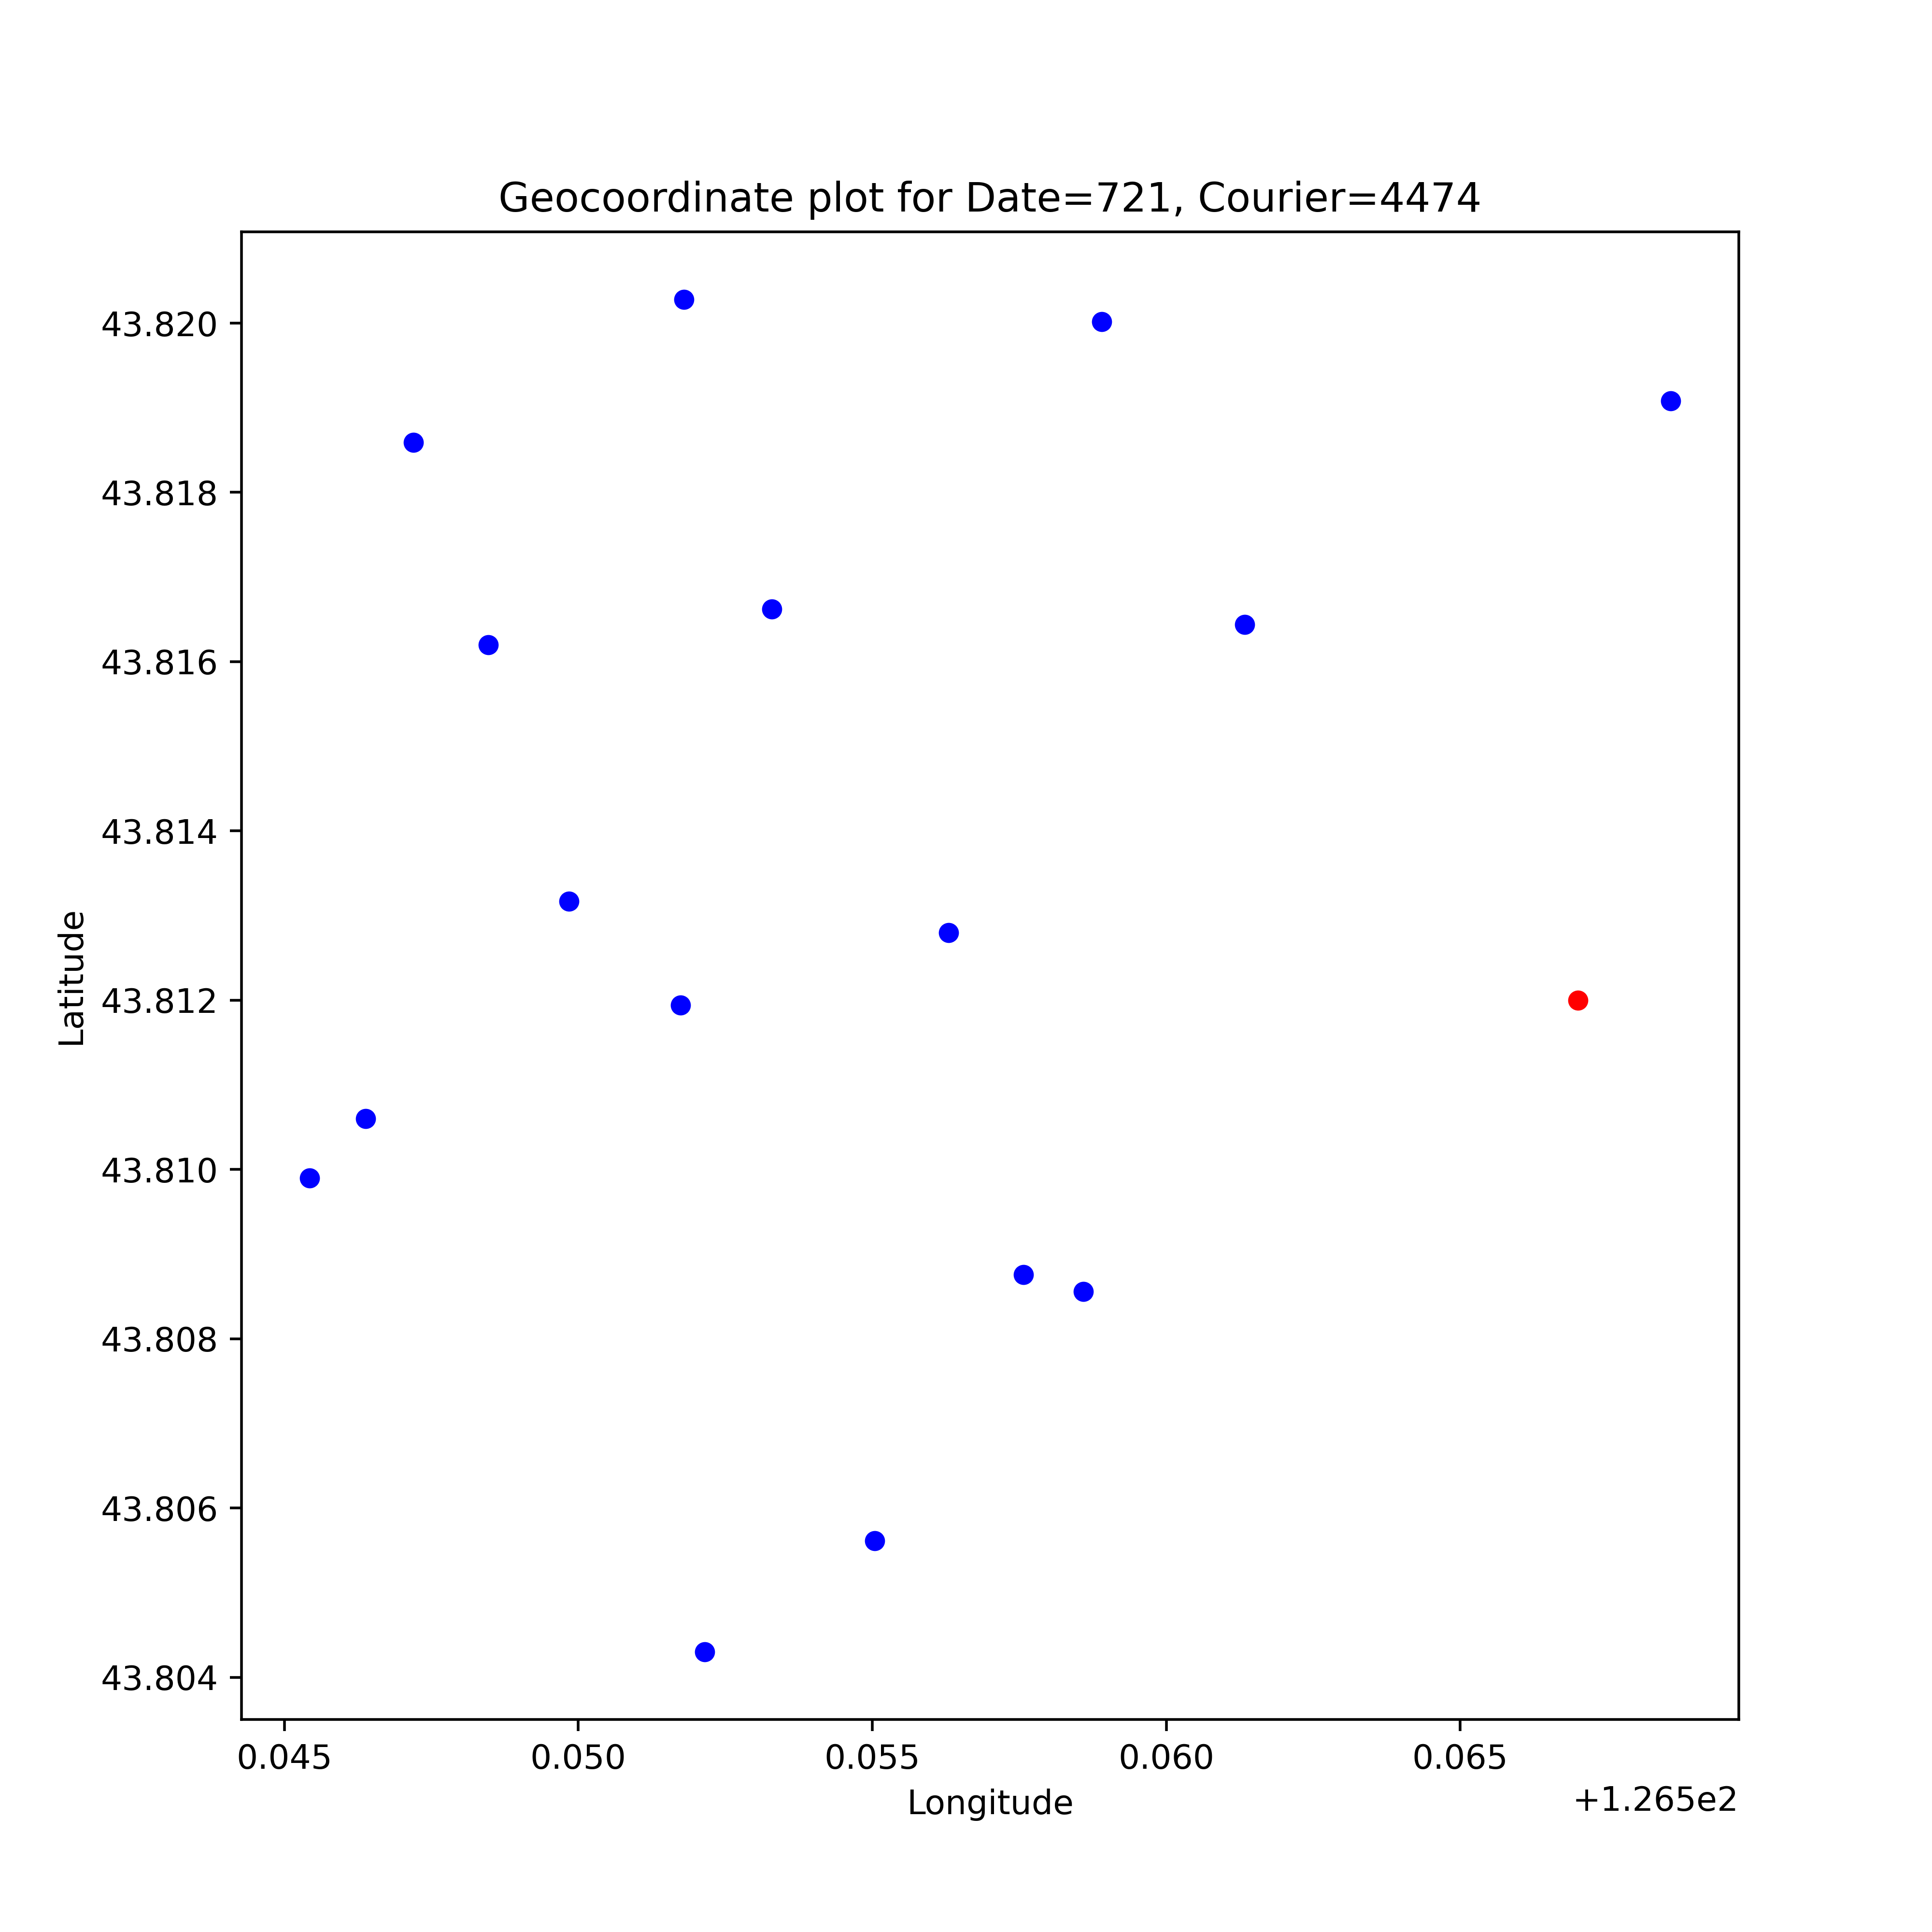 Geocoordinate plot for Date=721, Courier=4474
43.820
43.818
43.816
43.814
43.812
43.810
43.808
43.806
43.804
Latitude
0.045 0.050 0.055 0.060 0.065
Longitude
+1.265e2